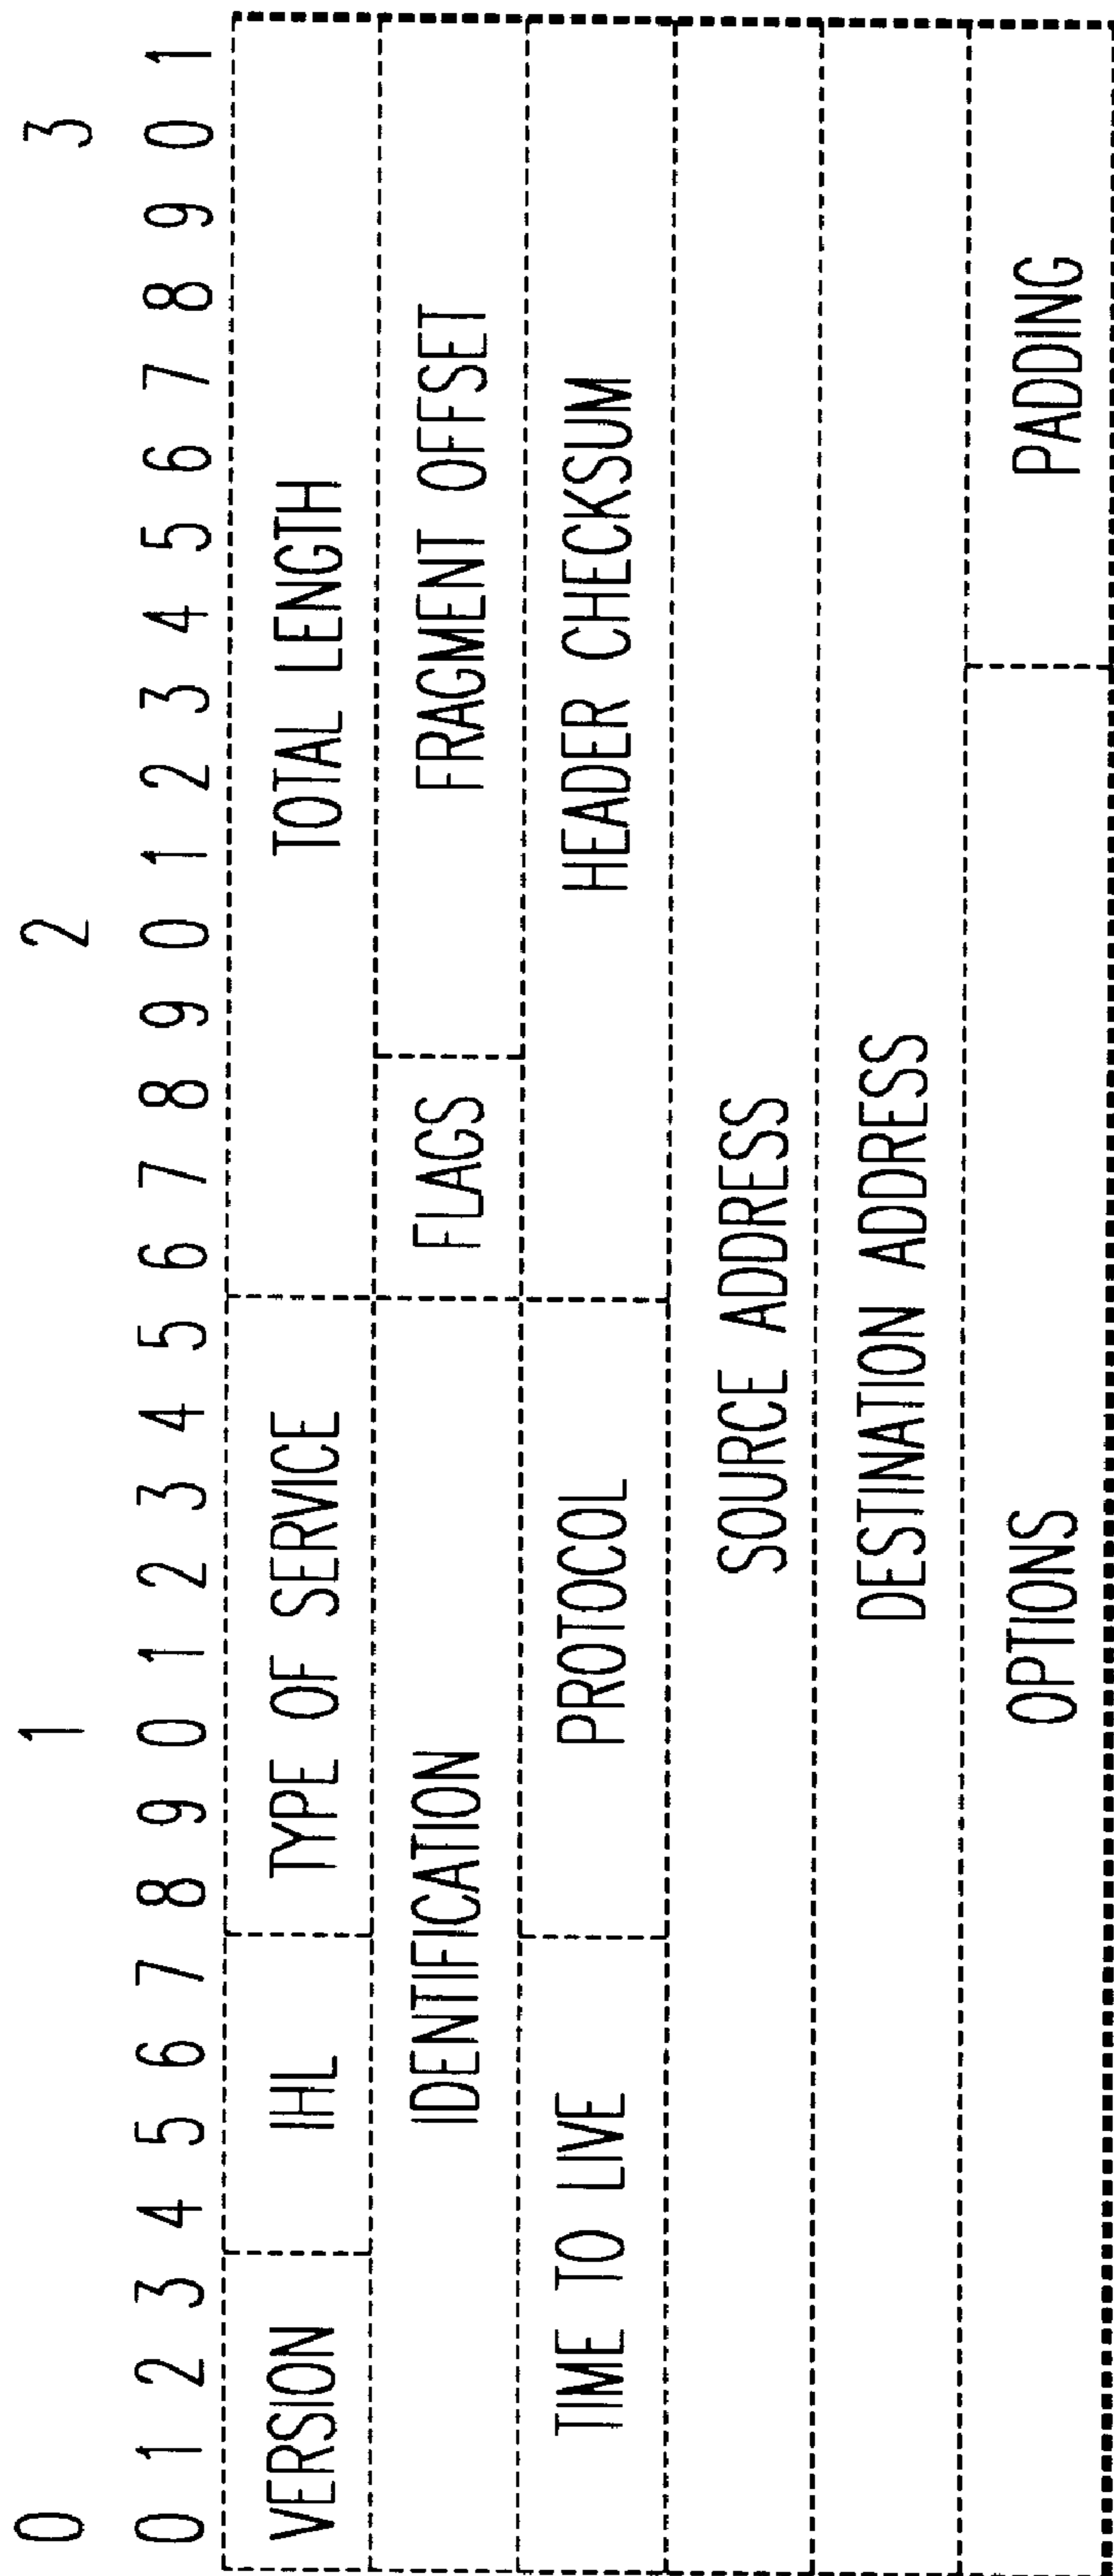 0 1 2 3
0 1 2 3 4 5 6 7 8 9 0 1 2 3 4 5 6 7 8 9 0 1 2 3 4 5 6 7 8 9 0 1
VERSION IHL TYPE OF SERVICE TOTAL LENGTH
IDENTIFICATION FLAGS FRAGMENT OFFSET
TIME TO LIVE PROTOCOL HEADER CHECKSUM
SOURCE ADDRESS
DESTINATION ADDRESS
OPTIONS PADDING